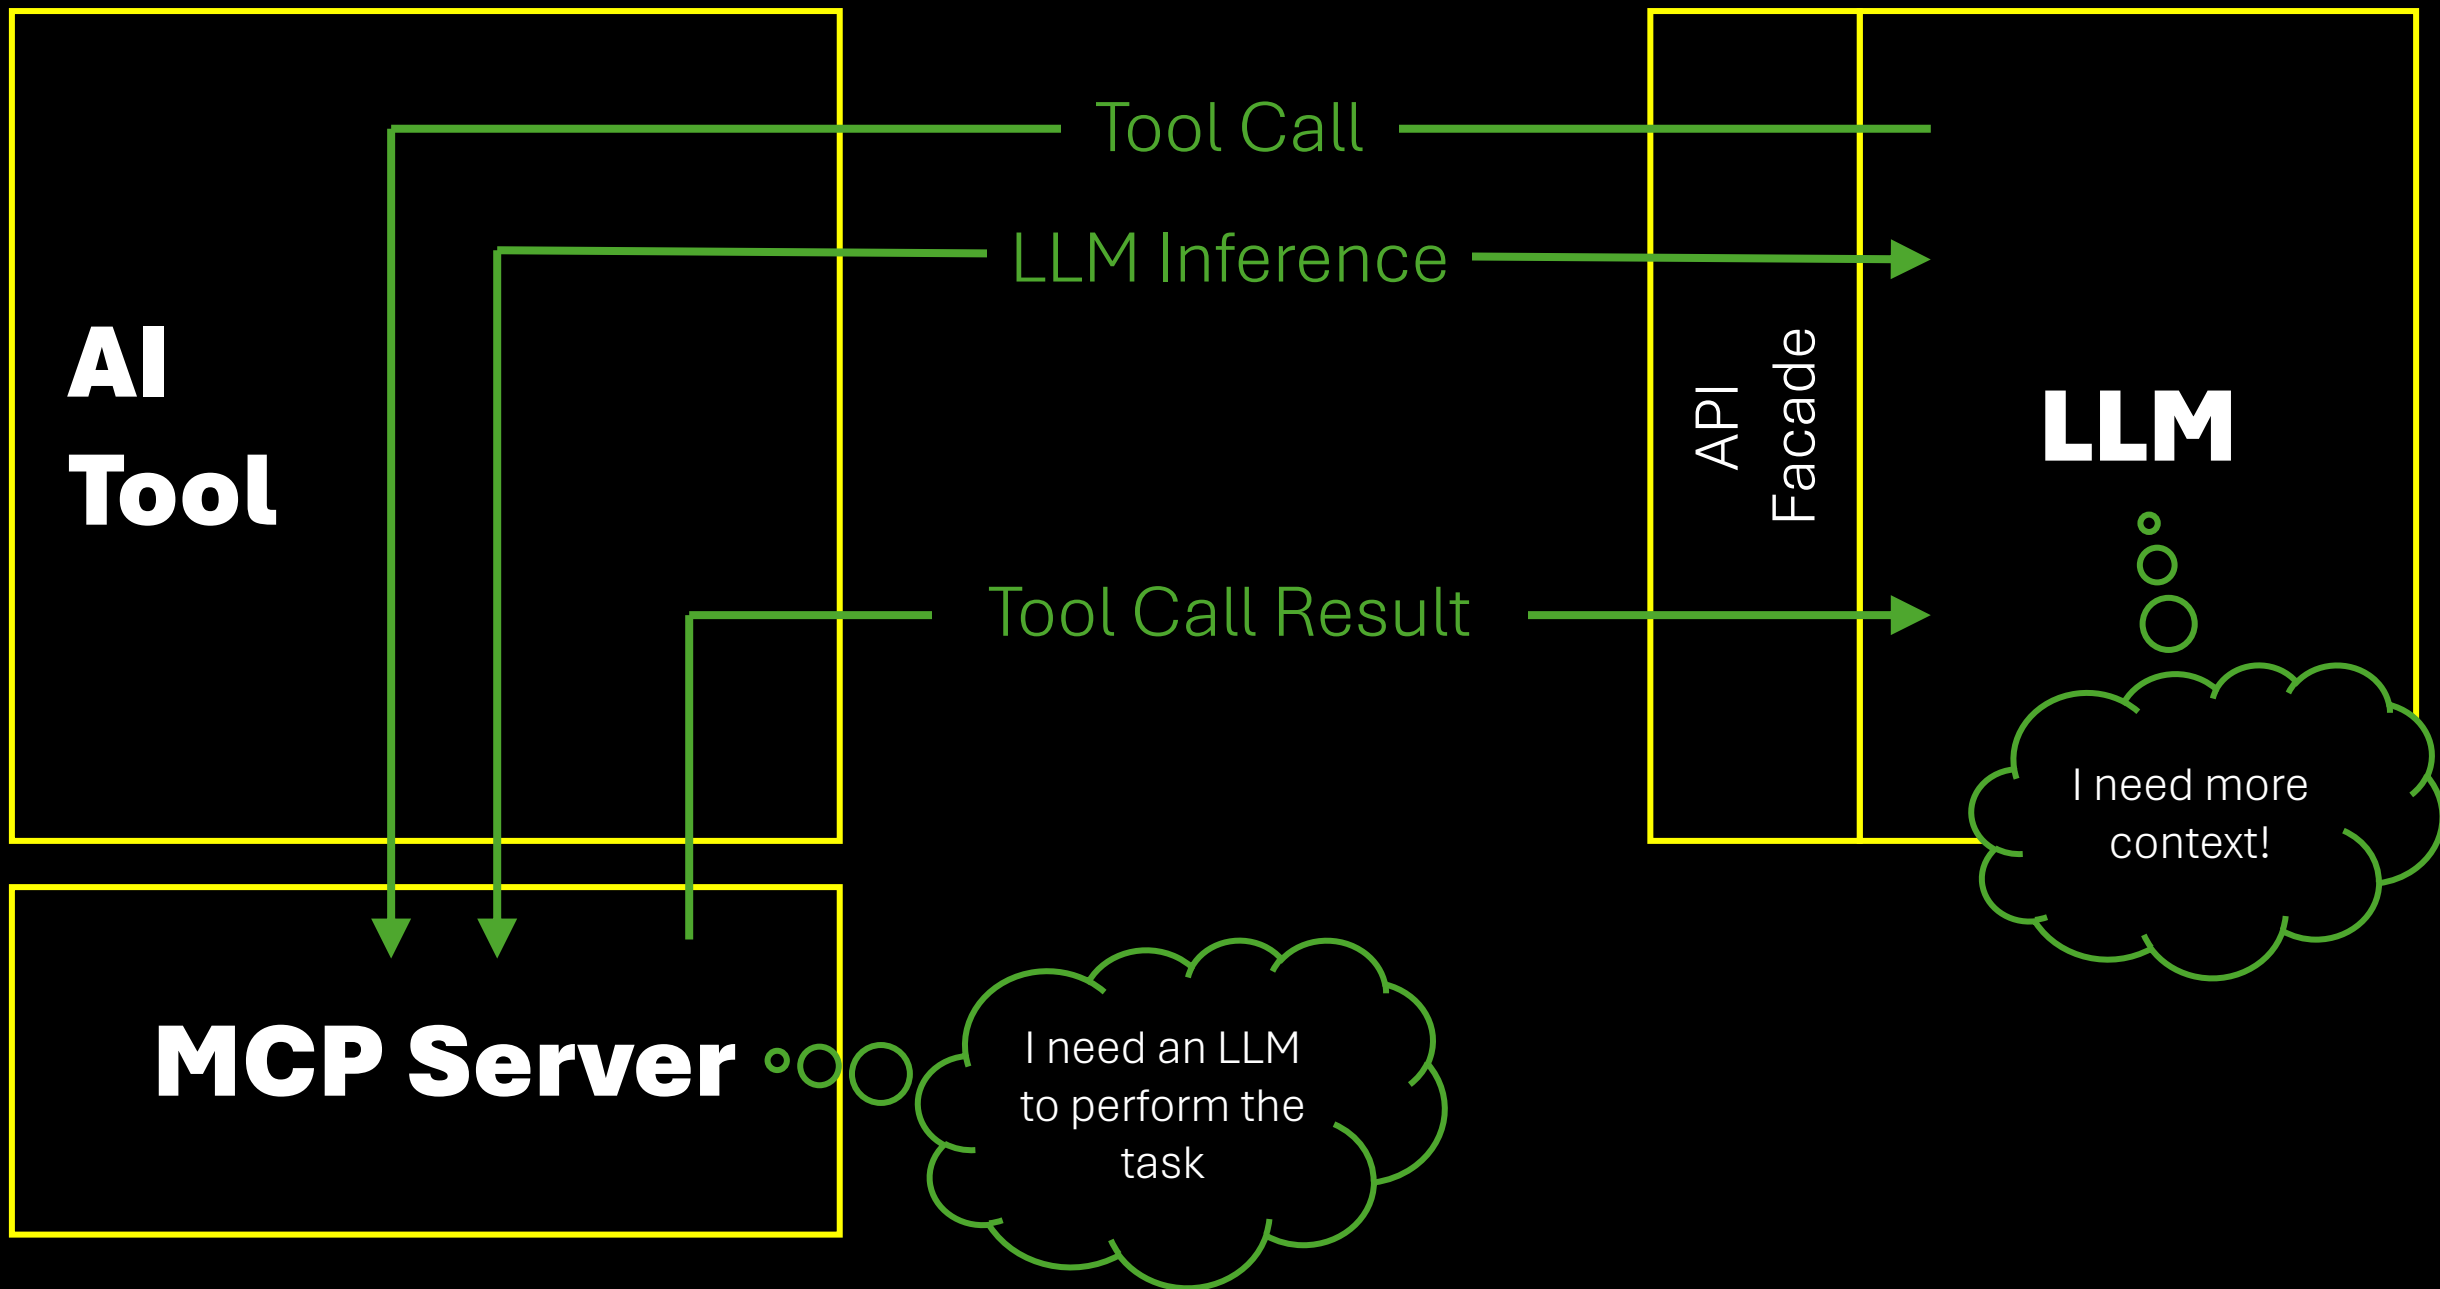 Tool Call
LLM Inference
AI
Tool
API
Facade
LLM
Tool Call Result
I need more
context!
MCP Server
I need an LLM
to perform the
task